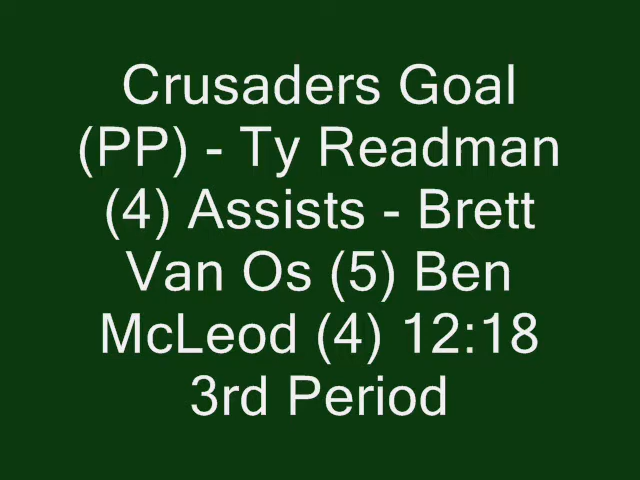 Crusaders Goal
(PP) - Ty Readman
(4) Assists - Brett
Van Os (5) Ben
McLeod (4) 12:18
3rd Period